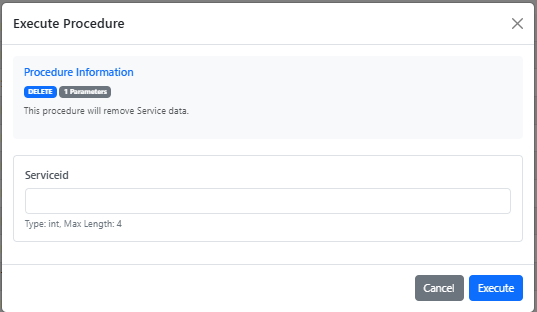 Execute Procedure
Procedure Information
DELETE 1 Parameters
This procedure will remove Service data.
Serviceid
Type: int, Max Length: 4
Cancel Execute